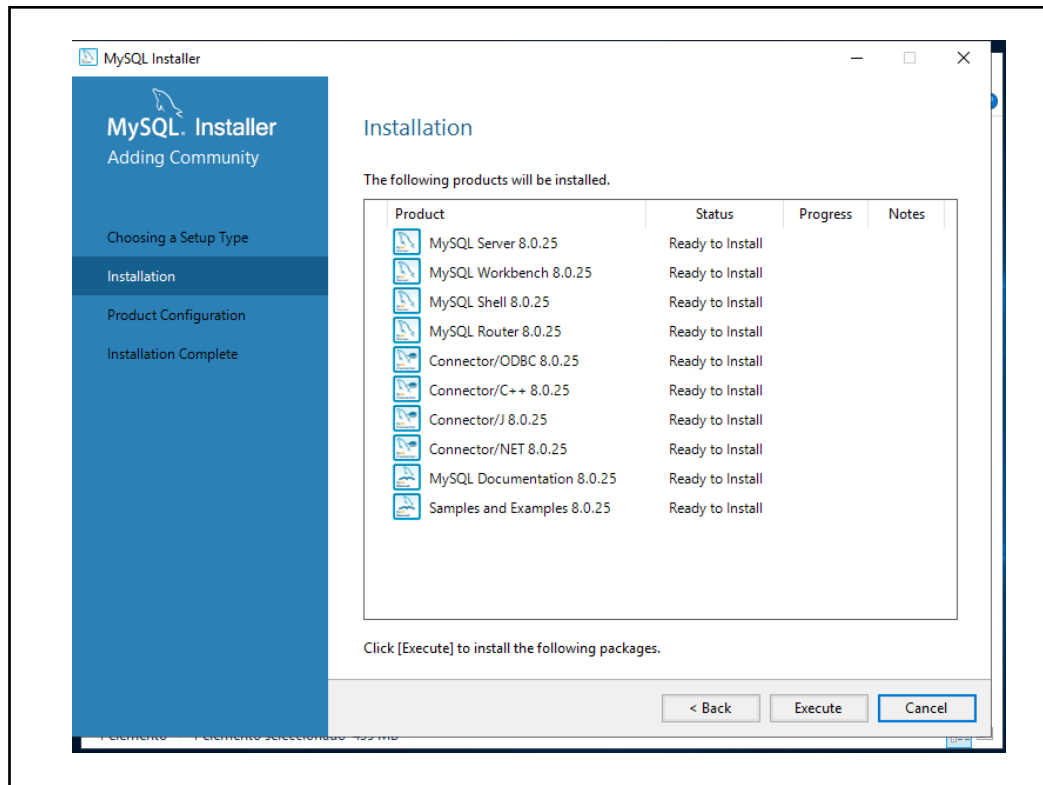 MySQL Installer
MySQL. Installer
Adding Community
Choosing a Setup Type
Installation
Product Configuration
Installation Complete
Installation
The following products will be installed.
Product Status Progress Notes
MySQL Server 8.0.25 Ready to Install
MySQL Workbench 8.0.25 Ready to Install
MySQL Shell 8.0.25 Ready to Install
MySQL Router 8.0.25 Ready to Install
Connector/ODBC 8.0.25 Ready to Install
Connector/C++ 8.0.25 Ready to Install
Connector/J 8.0.25 Ready to Install
Connector/NET 8.0.25 Ready to Install
MySQL Documentation 8.0.25 Ready to Install
Samples and Examples 8.0.25 Ready to Install
Click [Execute] to install the following packages.
< Back Execute Cancel